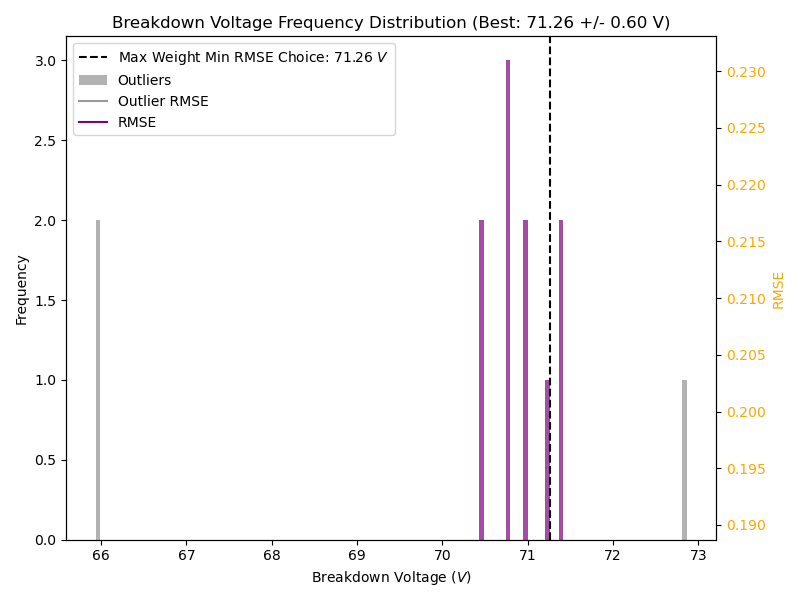 Breakdown Voltage Frequency Distribution (Best: 71.26 +/- 0.60 V)
Max Weight Min RMSE Choice: 71.26 V
Outliers
Outlier RMSE
RMSE
3.0
2.5
2.0
1.5
1.0
0.5
0.0
Frequency
0.230
0.225
0.220
0.215
0.210
0.205
0.200
0.195
0.190
RMSE
66 67 68 69 70 71 72 73
Breakdown Voltage (V)